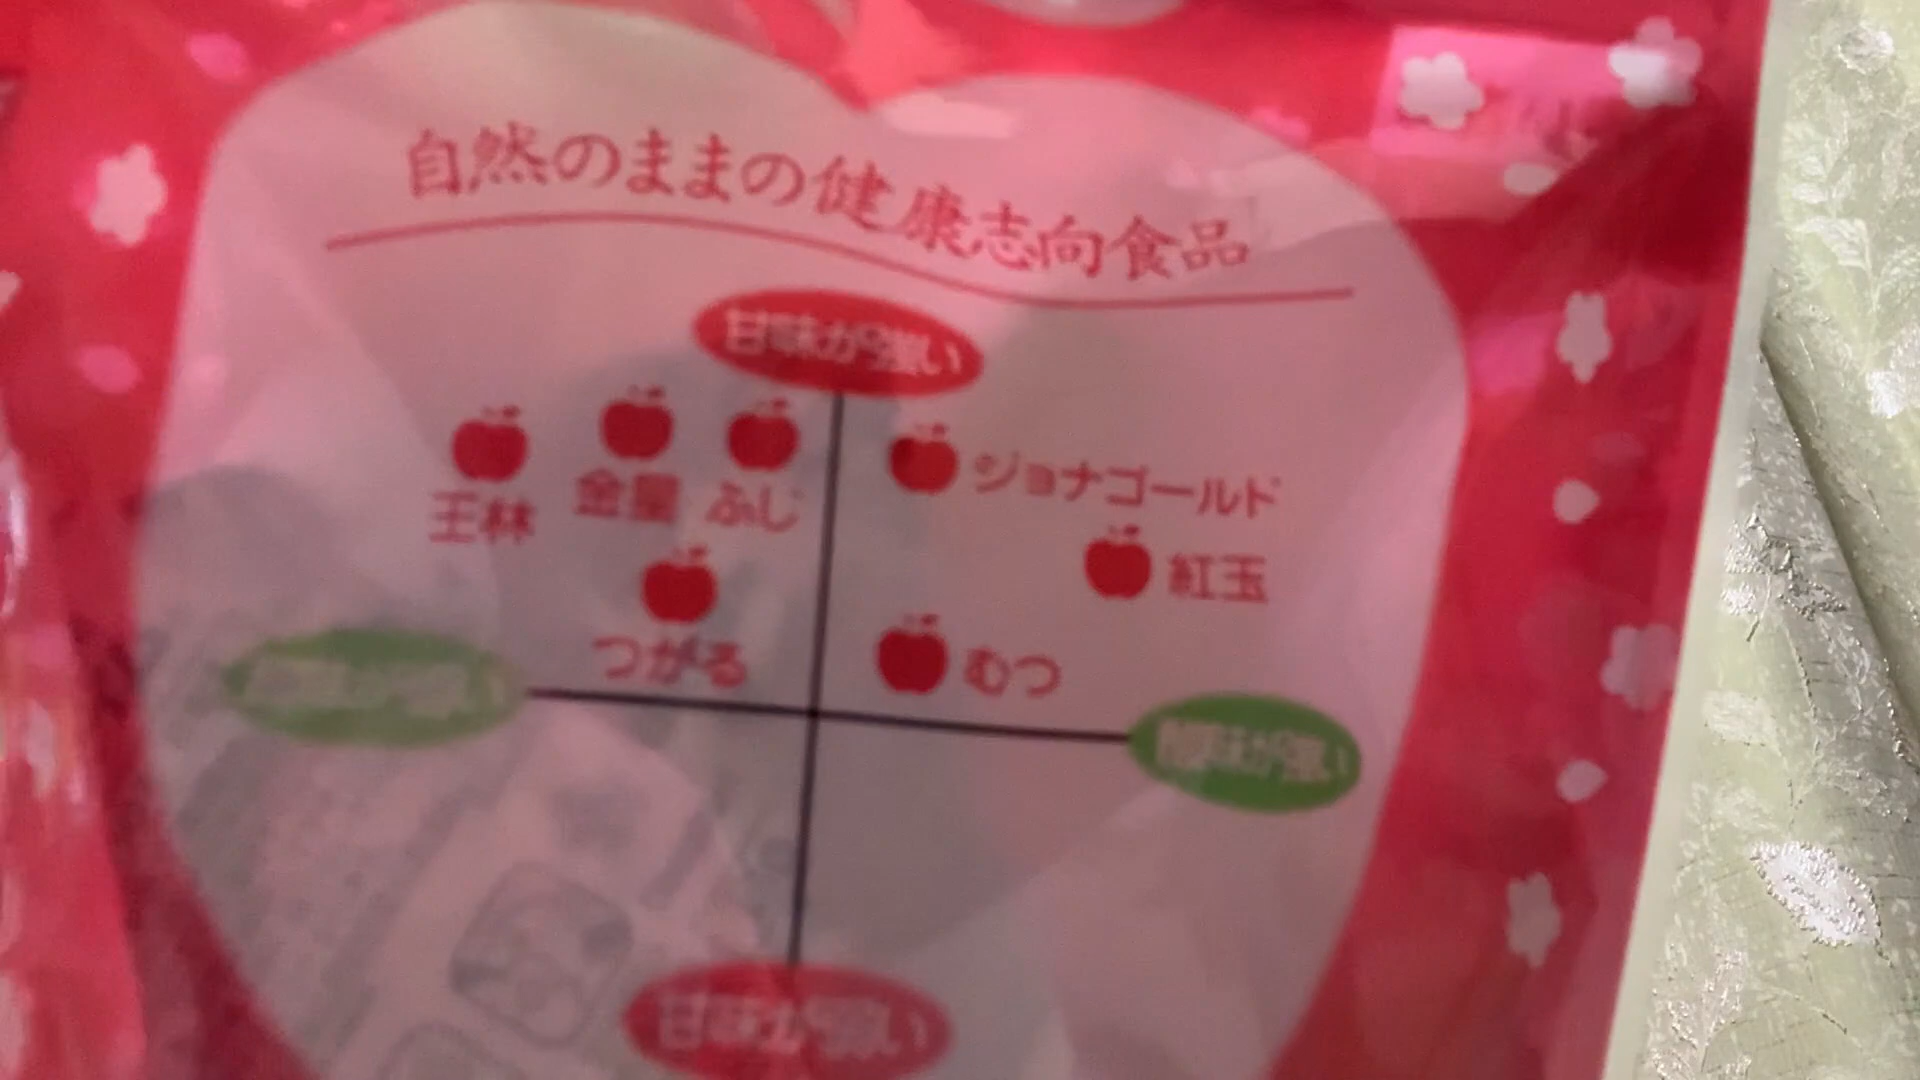 自然のままの健康志向食品
甘味が強い
王林
金星
ふじ
ジョナゴールド
紅玉
つがる
むつ
酸味が強い
甘味が弱い